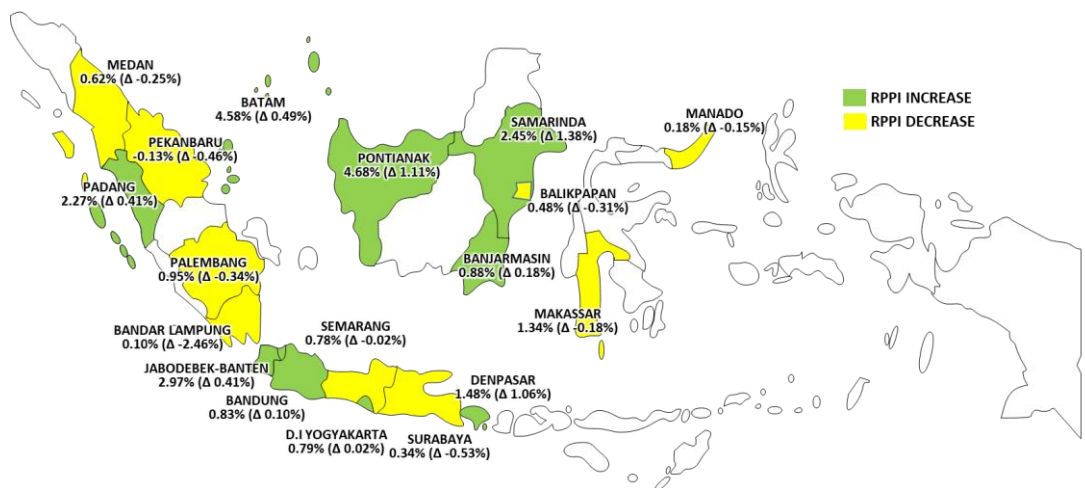 MEDAN
0.62% (Δ -0.25%)
BATAM
4.58% (Δ 0.49%)
PEKANBARU
-0.13% (Δ -0.46%)
PADANG
2.27% (Δ 0.41%)
PALEMBANG
0.95% (Δ -0.34%)
BANDAR LAMPUNG
0.10% (Δ -2.46%)
JABODEBEK-BANTEN
2.97% (Δ 0.41%)
BANDUNG
0.83% (Δ 0.10%)
SEMARANG
0.78% (Δ -0.02%)
D.I YOGYAKARTA
0.79% (Δ 0.02%)
SURABAYA
0.34% (Δ -0.53%)
DENPASAR
1.48% (Δ 1.06%)
PONTIANAK
4.68% (Δ 1.11%)
SAMARINDA
2.45% (Δ 1.38%)
BALIKPAPAN
0.48% (Δ -0.31%)
BANJARMASIN
0.88% (Δ 0.18%)
MAKASSAR
1.34% (Δ -0.18%)
MANADO
0.18% (Δ -0.15%)
RPPI INCREASE
RPPI DECREASE